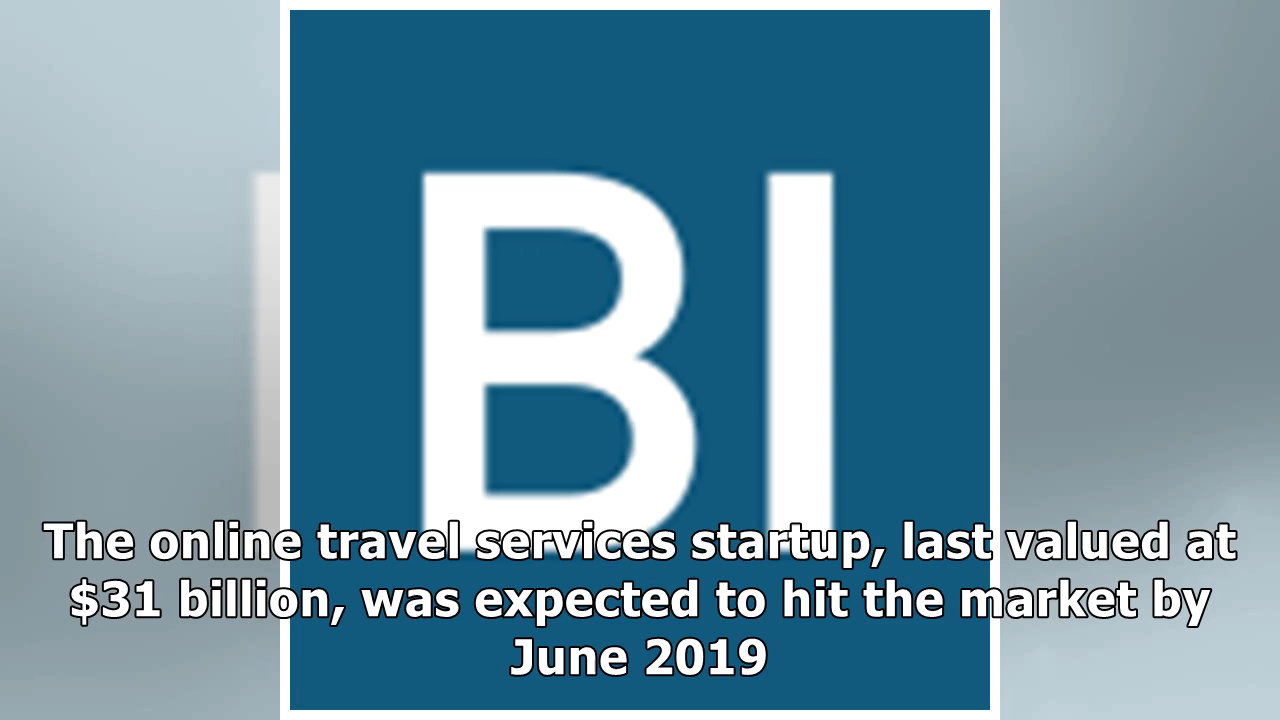 BI
The online travel services startup, last valued at
$31 billion, was expected to hit the market by
June 2019